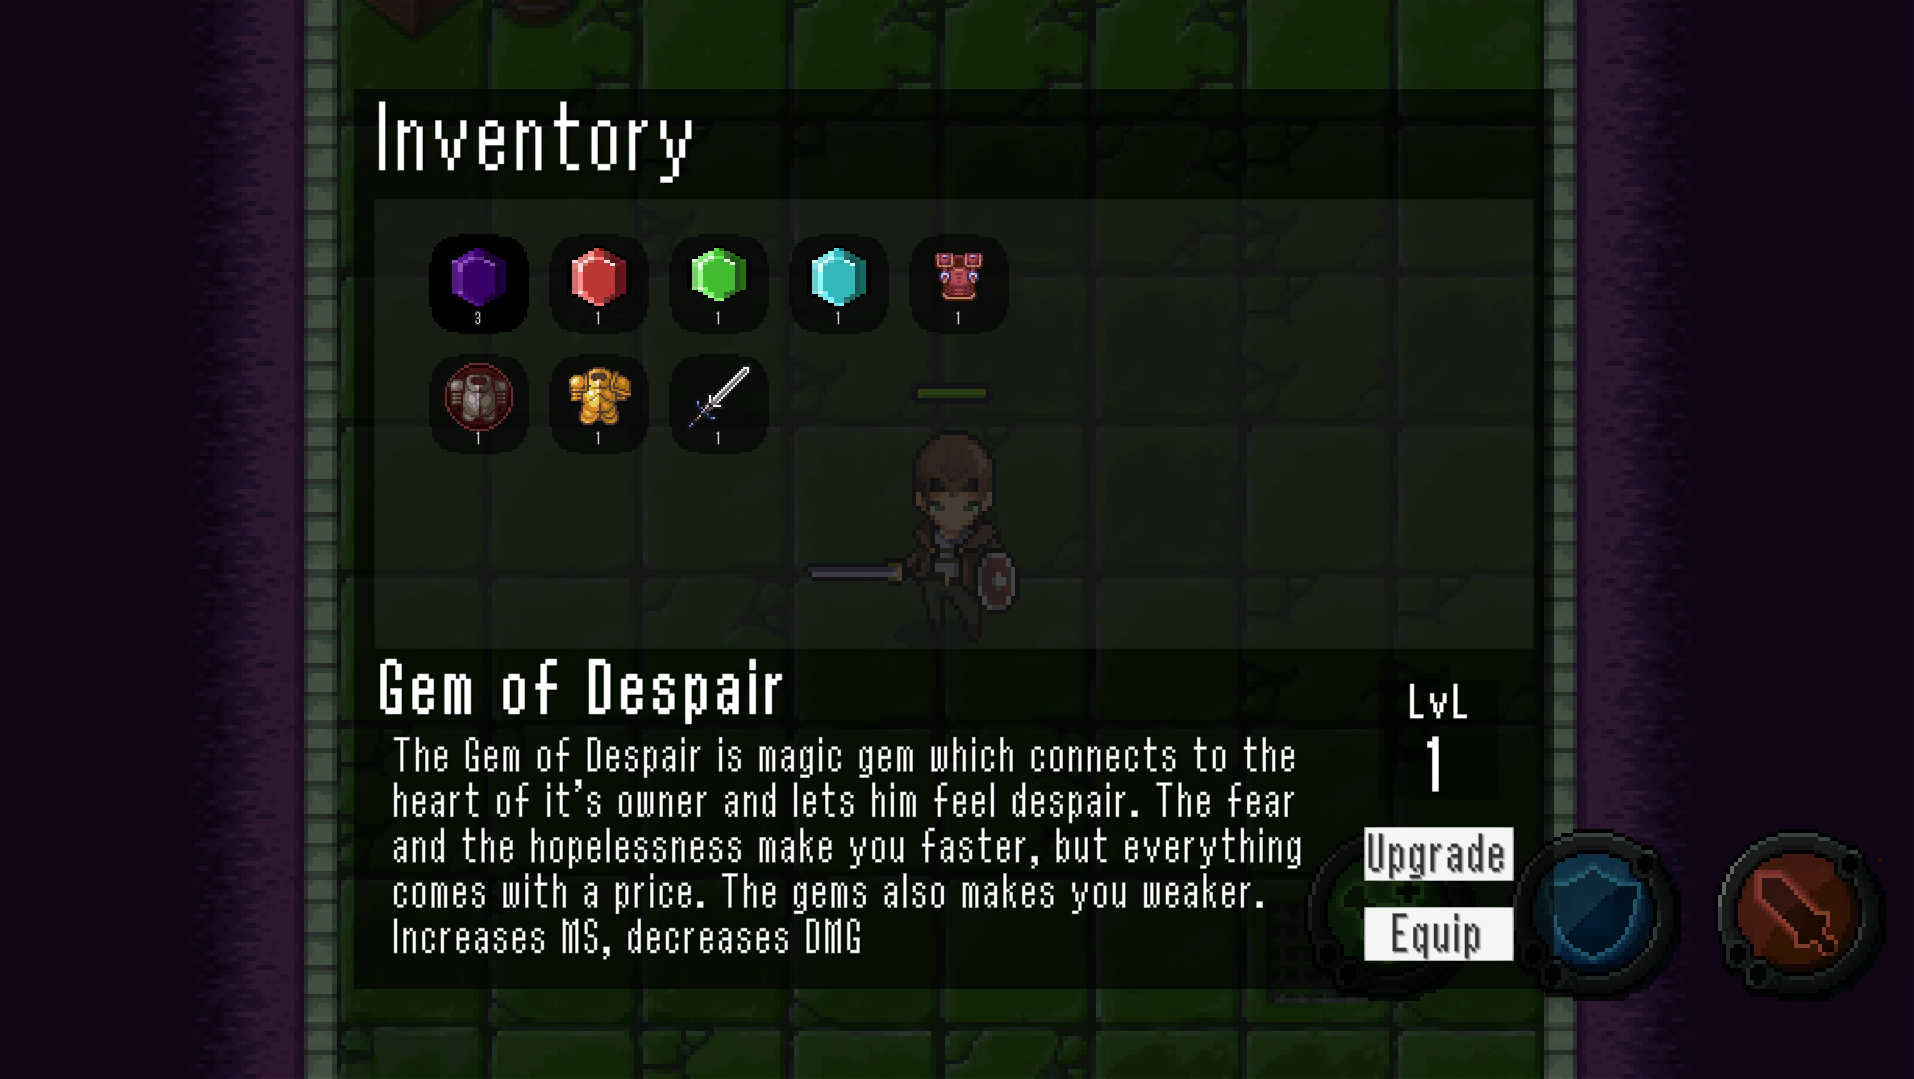 Inventory
3 1 1 1 1
1 1 1
Gem of Despair
The Gem of Despair is magic gem which connects to the
heart of it's owner and lets him feel despair. The fear
and the hopelessness make you faster, but everything
comes with a price. The gems also makes you weaker.
Increases MS, decreases DMG
LvL
1
Upgrade
Equip